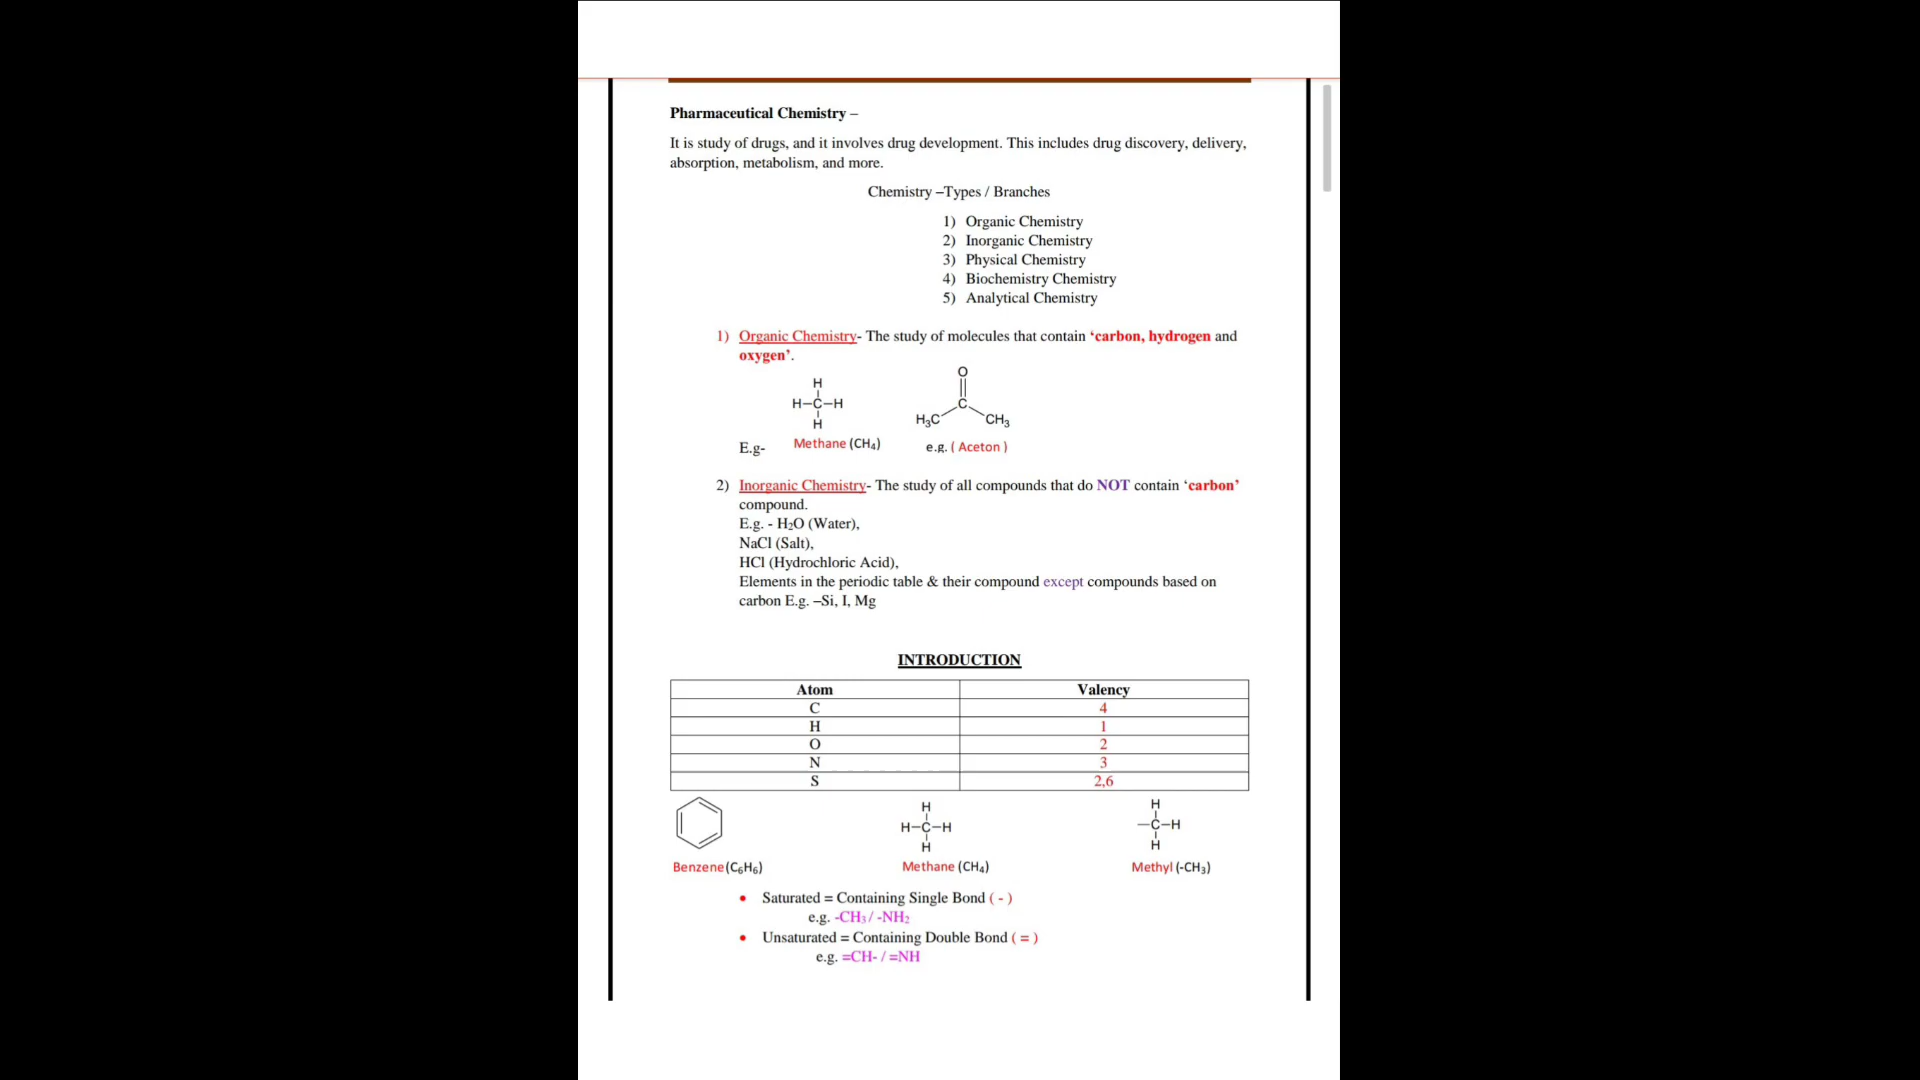 Pharmaceutical Chemistry –
It is study of drugs, and it involves drug development. This includes drug discovery, delivery,
absorption, metabolism, and more.
Chemistry –Types / Branches
1) Organic Chemistry
2) Inorganic Chemistry
3) Physical Chemistry
4) Biochemistry Chemistry
5) Analytical Chemistry
1) Organic Chemistry- The study of molecules that contain ‘carbon, hydrogen and
oxygen’.
H
H–C–H
H
O
C
H₃C CH₃
E.g- Methane (CH₄) e.g. ( Aceton )
2) Inorganic Chemistry- The study of all compounds that do NOT contain ‘carbon’
compound.
E.g. - H₂O (Water),
NaCl (Salt),
HCl (Hydrochloric Acid),
Elements in the periodic table & their compound except compounds based on
carbon E.g. –Si, I, Mg
INTRODUCTION
Atom Valency
C 4
H 1
O 2
N 3
S 2,6
H
H–C–H
H
H
–C–H
H
Benzene (C₆H₆) Methane (CH₄) Methyl (-CH₃)
• Saturated = Containing Single Bond ( - )
e.g. -CH₃ / -NH₂
• Unsaturated = Containing Double Bond ( = )
e.g. =CH- / =NH